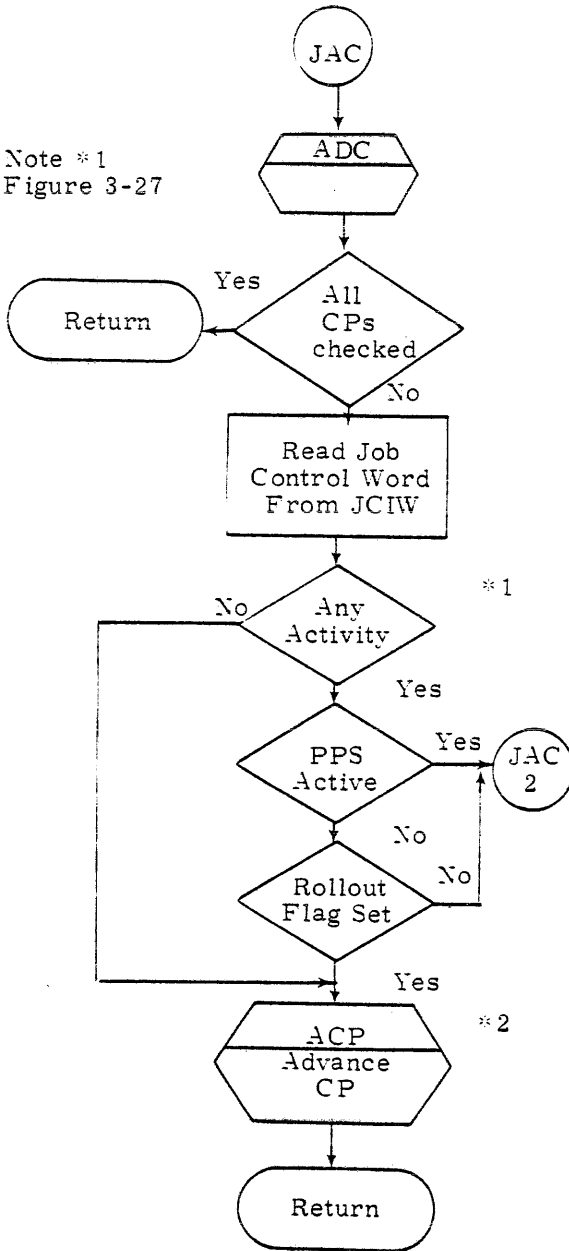 JAC
ADC
Note *1
Figure 3-27
Yes
All
CPs
checked
Return
No
Read Job
Control Word
From JCIW
*1
No
Any
Activity
Yes
PPS
Active
Yes
JAC
2
No
No
Rollout
Flag Set
Yes
*2
ACP
Advance
CP
Return